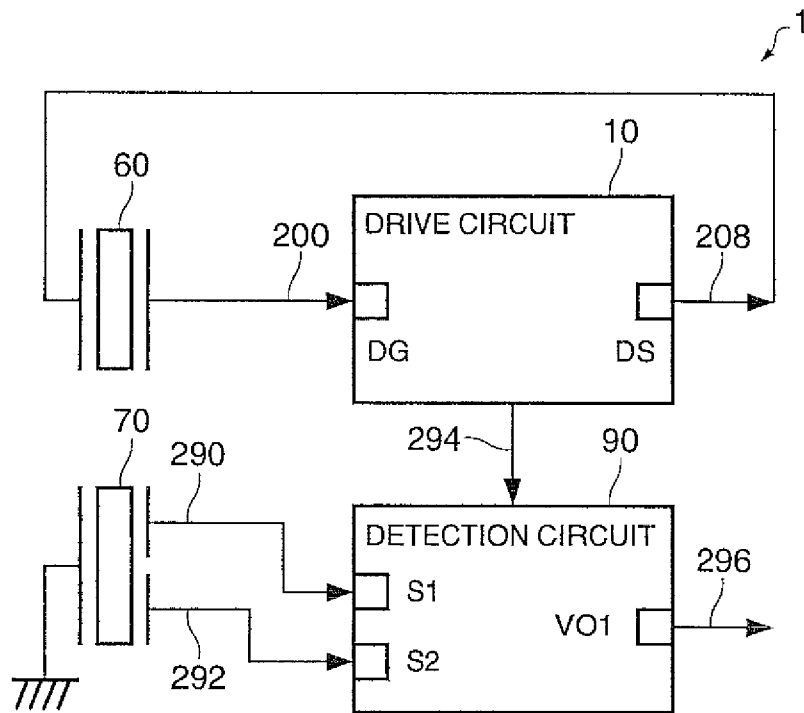 1
10
60
DRIVE CIRCUIT
200
208
DG
DS
70
294
90
290
DETECTION CIRCUIT
296
S1
VO1
S2
292